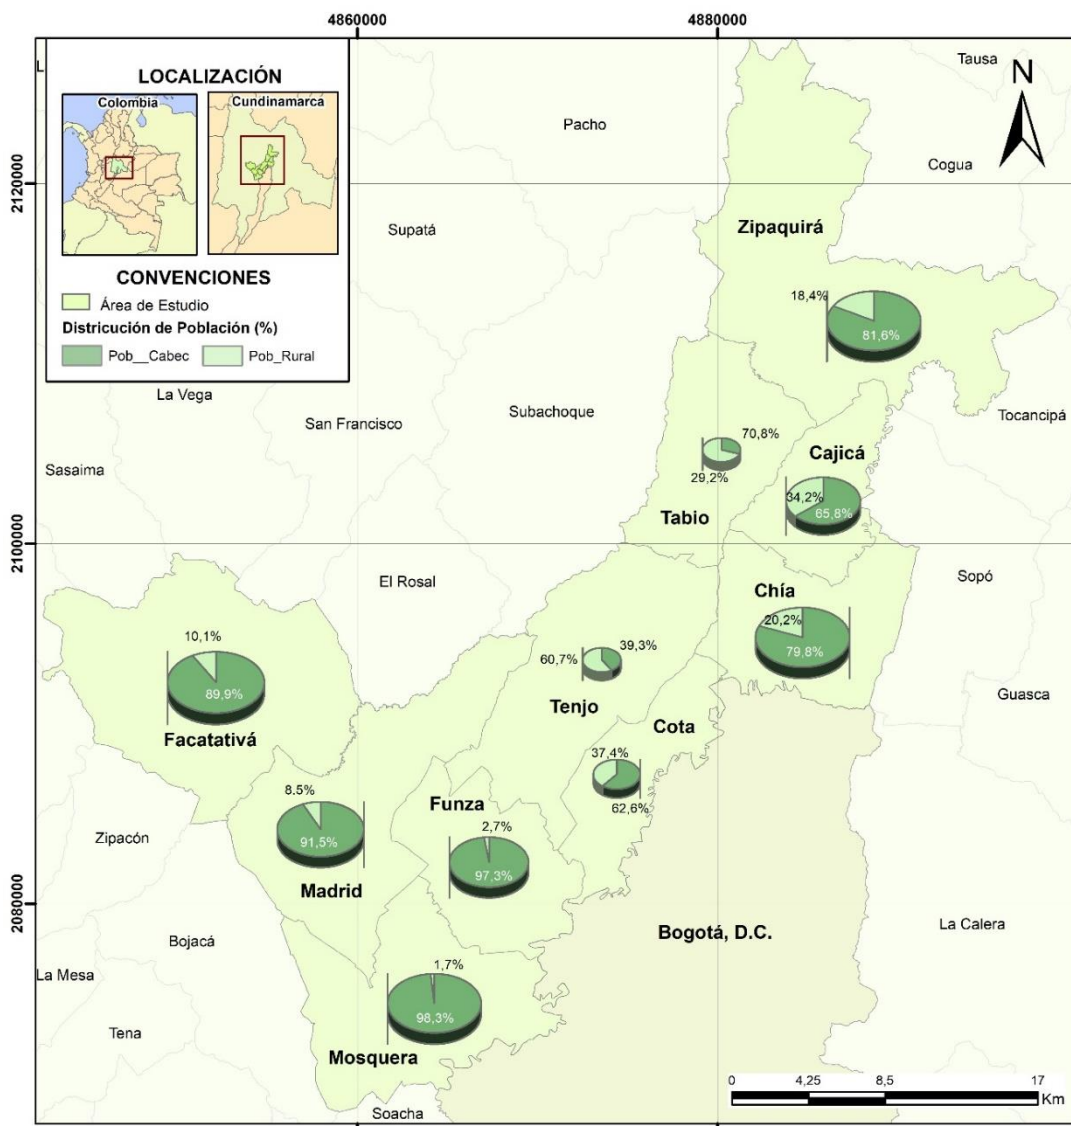 4860000
4880000
LOCALIZACIÓN
Colombia
Cundinamarca
CONVENCIONES
Área de Estudio
Districución de Población (%)
Pob__Cabec
Pob_Rural
L
N
Tausa
Pacho
Cogua
2120000
Supatá
Zipaquirá
18,4%
81,6%
La Vega
San Francisco
Subachoque
Tocancipá
Sasaima
70,8%
29,2%
Tabio
Cajicá
34,2%
65,8%
2100000
El Rosal
Sopó
Chía
20,2%
79,8%
10,1%
89,9%
Facatativá
60,7%
39,3%
Tenjo
Guasca
Cota
37,4%
62,6%
8.5%
91,5%
Madrid
Funza
2,7%
97,3%
Zipacón
2080000
Bojacá
Bogotá, D.C.
La Calera
La Mesa
1,7%
98,3%
Mosquera
Tena
Soacha
0 4,25 8,5 17
Km